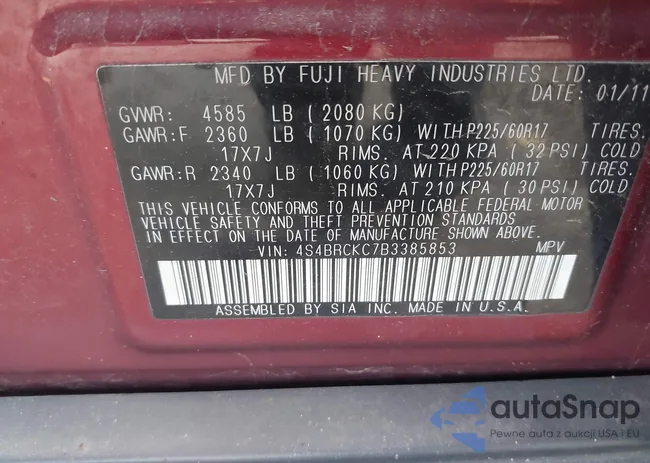 MFD BY FUJI HEAVY INDUSTRIES LTD.
DATE: 01/11
GVWR: 4585 LB (2080 KG)
GAWR:F 2360 LB (1070 KG) WITH P225/60R17 TIRES.
17X7J RIMS. AT 220 KPA (32 PSI) COLD
GAWR:R 2340 LB (1060 KG) WITH P225/60R17 TIRES.
17X7J RIMS. AT 210 KPA (30 PSI) COLD
THIS VEHICLE CONFORMS TO ALL APPLICABLE FEDERAL MOTOR
VEHICLE SAFETY AND THEFT PREVENTION STANDARDS
IN EFFECT ON THE DATE OF MANUFACTURE SHOWN ABOVE.
VIN: 4S4BRCKC7B3385853 MPV
ASSEMBLED BY SIA INC. MADE IN U.S.A.
autoSnap
Pewne auta z aukcji USA i EU